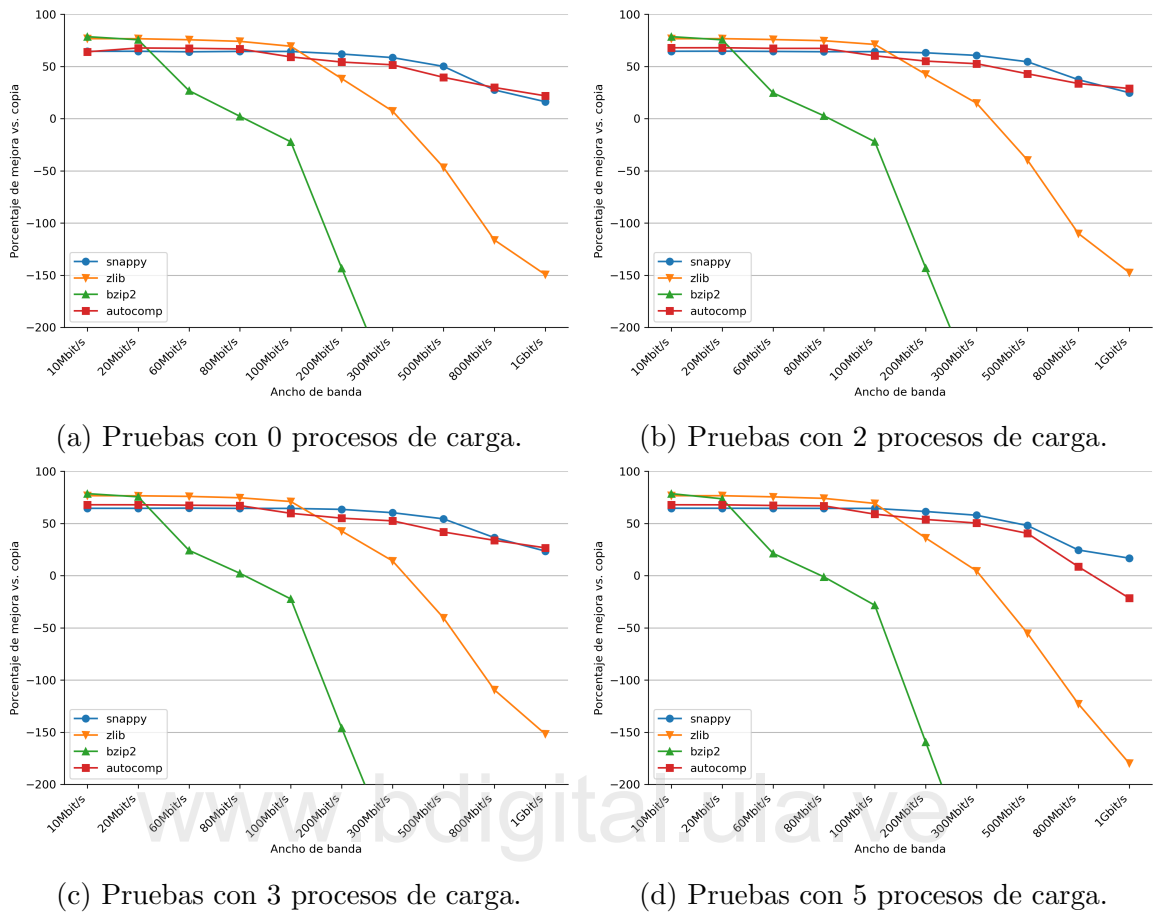 100
50
0
−50
−100
−150
−200
Porcentaje de mejora vs. copia
snappy
zlib
bzip2
autocomp
10Mbit/s
20Mbit/s
60Mbit/s
80Mbit/s
100Mbit/s
200Mbit/s
300Mbit/s
500Mbit/s
800Mbit/s
1Gbit/s
Ancho de banda
(a) Pruebas con 0 procesos de carga.
100
50
0
−50
−100
−150
−200
Porcentaje de mejora vs. copia
snappy
zlib
bzip2
autocomp
10Mbit/s
20Mbit/s
60Mbit/s
80Mbit/s
100Mbit/s
200Mbit/s
300Mbit/s
500Mbit/s
800Mbit/s
1Gbit/s
Ancho de banda
(b) Pruebas con 2 procesos de carga.
100
50
0
−50
−100
−150
−200
Porcentaje de mejora vs. copia
snappy
zlib
bzip2
autocomp
10Mbit/s
20Mbit/s
60Mbit/s
80Mbit/s
100Mbit/s
200Mbit/s
300Mbit/s
500Mbit/s
800Mbit/s
1Gbit/s
Ancho de banda
(c) Pruebas con 3 procesos de carga.
100
50
0
−50
−100
−150
−200
Porcentaje de mejora vs. copia
snappy
zlib
bzip2
autocomp
10Mbit/s
20Mbit/s
60Mbit/s
80Mbit/s
100Mbit/s
200Mbit/s
300Mbit/s
500Mbit/s
800Mbit/s
1Gbit/s
Ancho de banda
(d) Pruebas con 5 procesos de carga.
www.bdigital.ula.ve